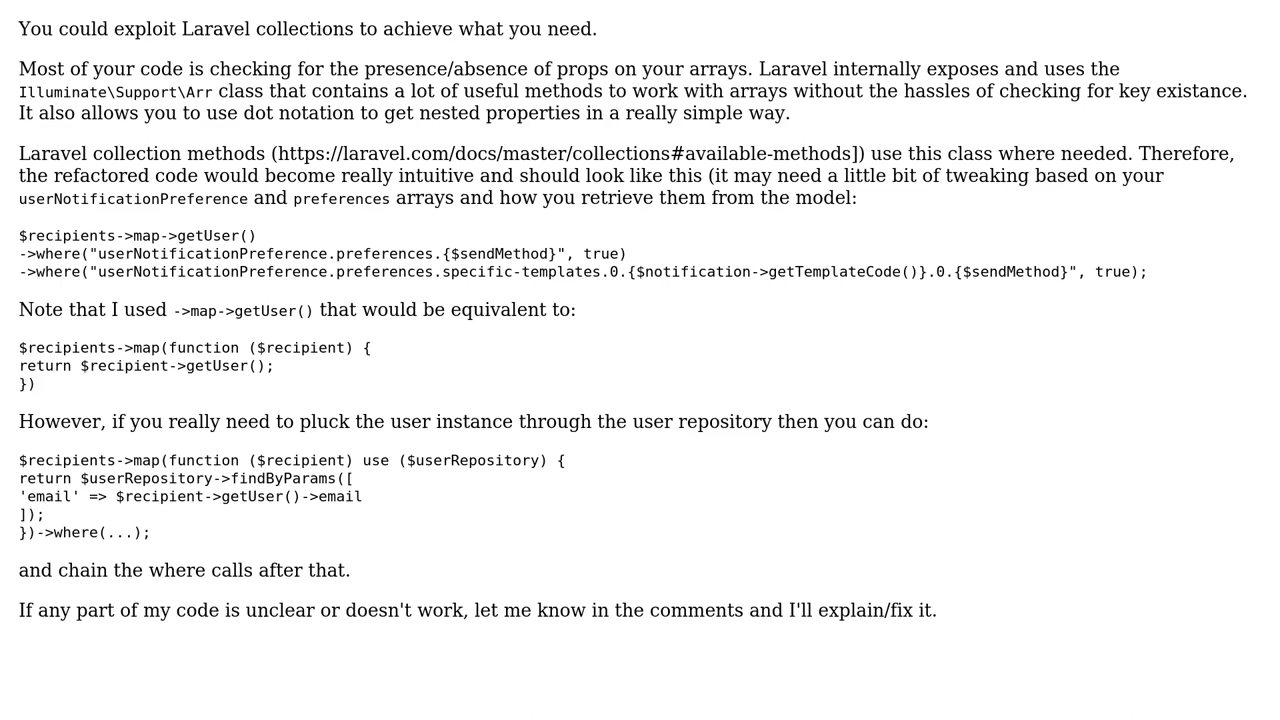 You could exploit Laravel collections to achieve what you need.
Most of your code is checking for the presence/absence of props on your arrays. Laravel internally exposes and uses the
Illuminate\Support\Arr class that contains a lot of useful methods to work with arrays without the hassles of checking for key existance.
It also allows you to use dot notation to get nested properties in a really simple way.
Laravel collection methods (https://laravel.com/docs/master/collections#available-methods]) use this class where needed. Therefore,
the refactored code would become really intuitive and should look like this (it may need a little bit of tweaking based on your
userNotificationPreference and preferences arrays and how you retrieve them from the model:
$recipients->map->getUser()
->where("userNotificationPreference.preferences.{$sendMethod}", true)
->where("userNotificationPreference.preferences.specific-templates.0.{$notification->getTemplateCode()}.0.{$sendMethod}", true);
Note that I used ->map->getUser() that would be equivalent to:
$recipients->map(function ($recipient) {
return $recipient->getUser();
})
However, if you really need to pluck the user instance through the user repository then you can do:
$recipients->map(function ($recipient) use ($userRepository) {
return $userRepository->findByParams([
'email' => $recipient->getUser()->email
]);
})->where(...);
and chain the where calls after that.
If any part of my code is unclear or doesn't work, let me know in the comments and I'll explain/fix it.